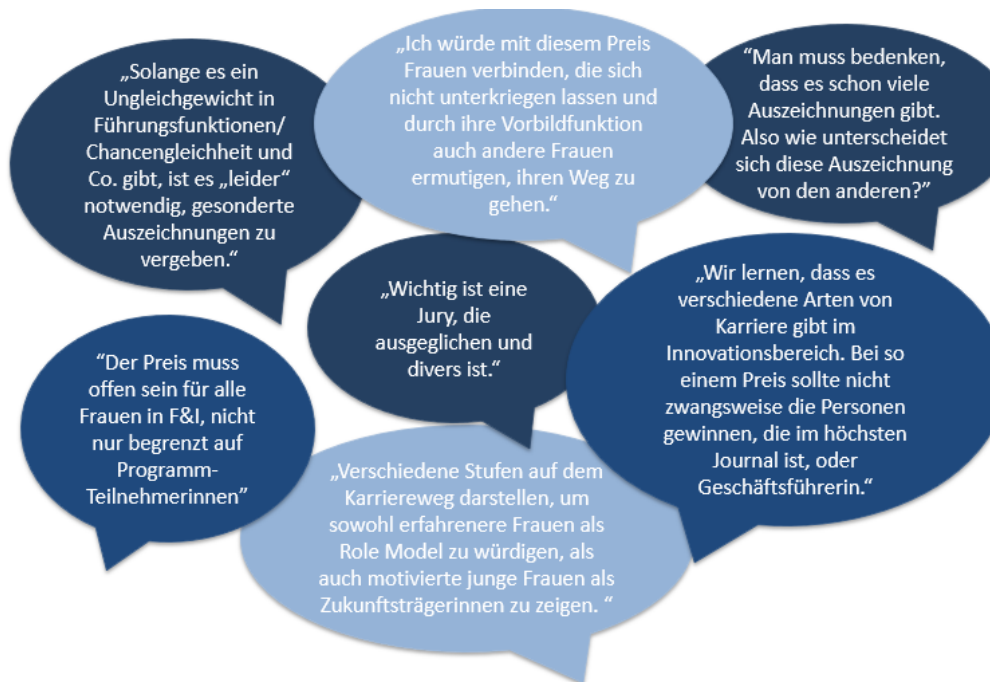 „Solange es ein
Ungleichgewicht in
Führungsfunktionen/
Chancengleichheit und
Co. gibt, ist es „leider“
notwendig, gesonderte
Auszeichnungen zu
vergeben.“
„Ich würde mit diesem Preis
Frauen verbinden, die sich
nicht unterkriegen lassen und
durch ihre Vorbildfunktion
auch andere Frauen
ermutigen, ihren Weg zu
gehen.“
“Man muss bedenken,
dass es schon viele
Auszeichnungen gibt.
Also wie unterscheidet
sich diese Auszeichnung
von den anderen?”
„Wichtig ist eine
Jury, die
ausgeglichen und
divers ist.“
„Wir lernen, dass es
verschiedene Arten von
Karriere gibt im
Innovationsbereich. Bei so
einem Preis sollte nicht
zwangsweise die Personen
gewinnen, die im höchsten
Journal ist, oder
Geschäftsführerin.“
“Der Preis muss
offen sein für alle
Frauen in F&I, nicht
nur begrenzt auf
Programm-
Teilnehmerinnen”
„Verschiedene Stufen auf dem
Karriereweg darstellen, um
sowohl erfahrenere Frauen als
Role Model zu würdigen, als
auch motivierte junge Frauen als
Zukunftsträgerinnen zu zeigen. “